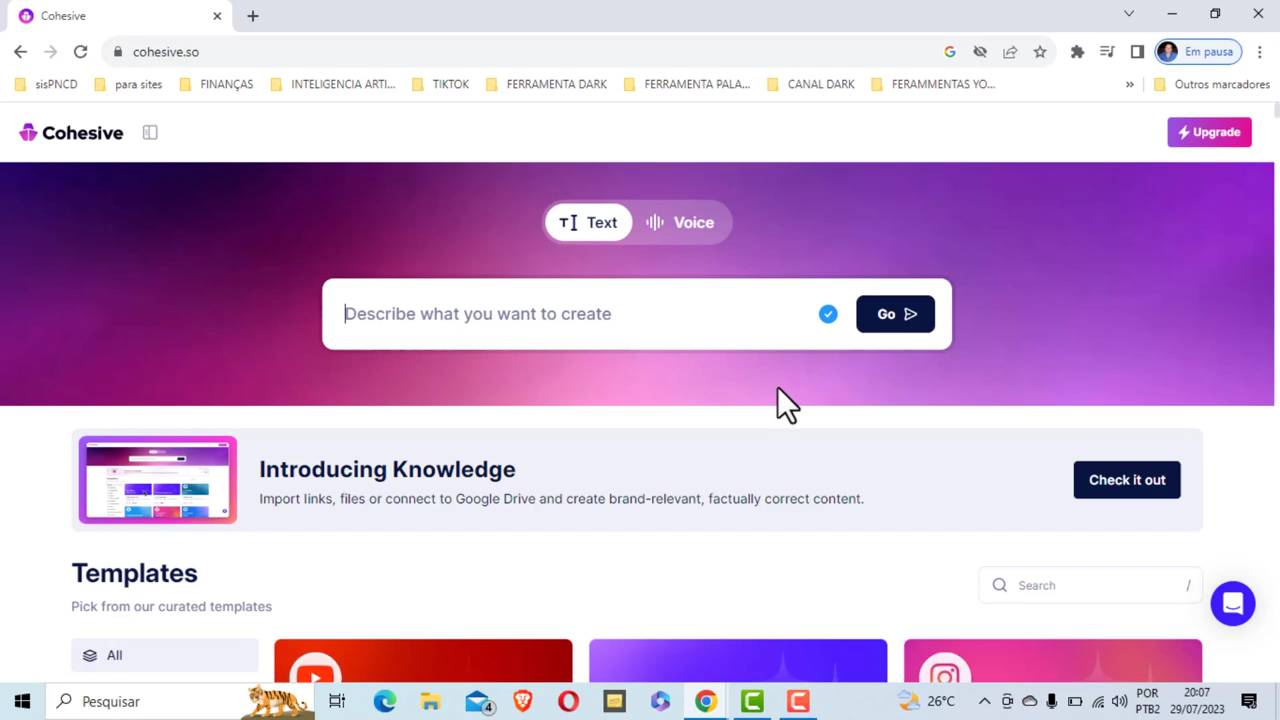 Cohesive
cohesive.so
Em pausa
sisPNCD
para sites
FINANÇAS
INTELIGENCIA ARTI...
TIKTOK
FERRAMENTA DARK
FERRAMENTA PALA...
CANAL DARK
FERAMMENTAS YO...
»
Outros marcadores
Cohesive
Upgrade
Text
Voice
Describe what you want to create
Go
Introducing Knowledge
Import links, files or connect to Google Drive and create brand-relevant, factually correct content.
Check it out
Templates
Pick from our curated templates
Search /
All
Pesquisar
4
26°C
POR
PTB2
20:07
29/07/2023